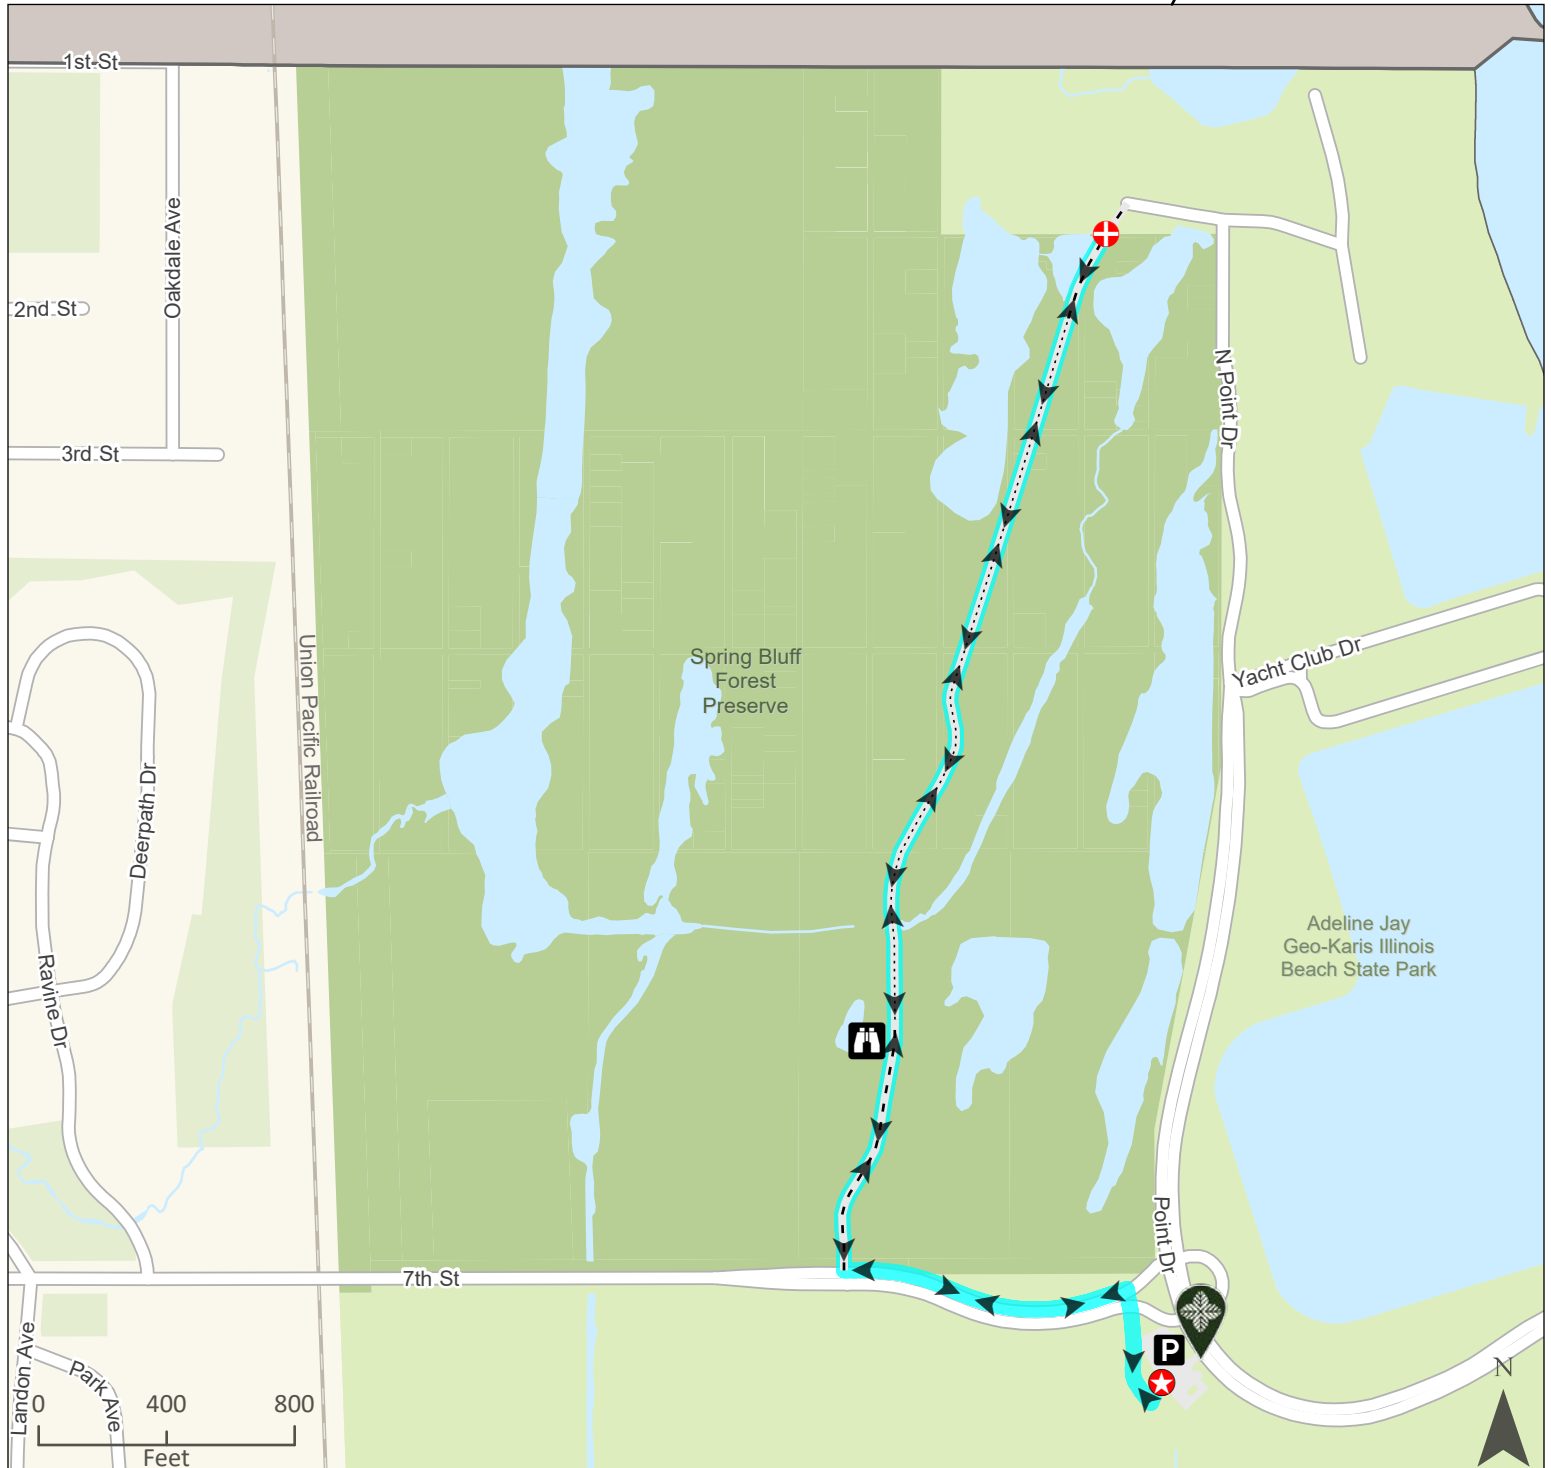 1st St
Oakdale Ave
2nd St
3rd St
N Point Dr
Union Pacific Railroad
Spring Bluff
Forest
Preserve
Yacht Club Dr
Deerpath Dr
Ravine Dr
Adeline Jay
Geo-Karis Illinois
Beach State Park
Point Dr
7th St
P
Landon Ave
Park Ave
N
0 400 800
Feet